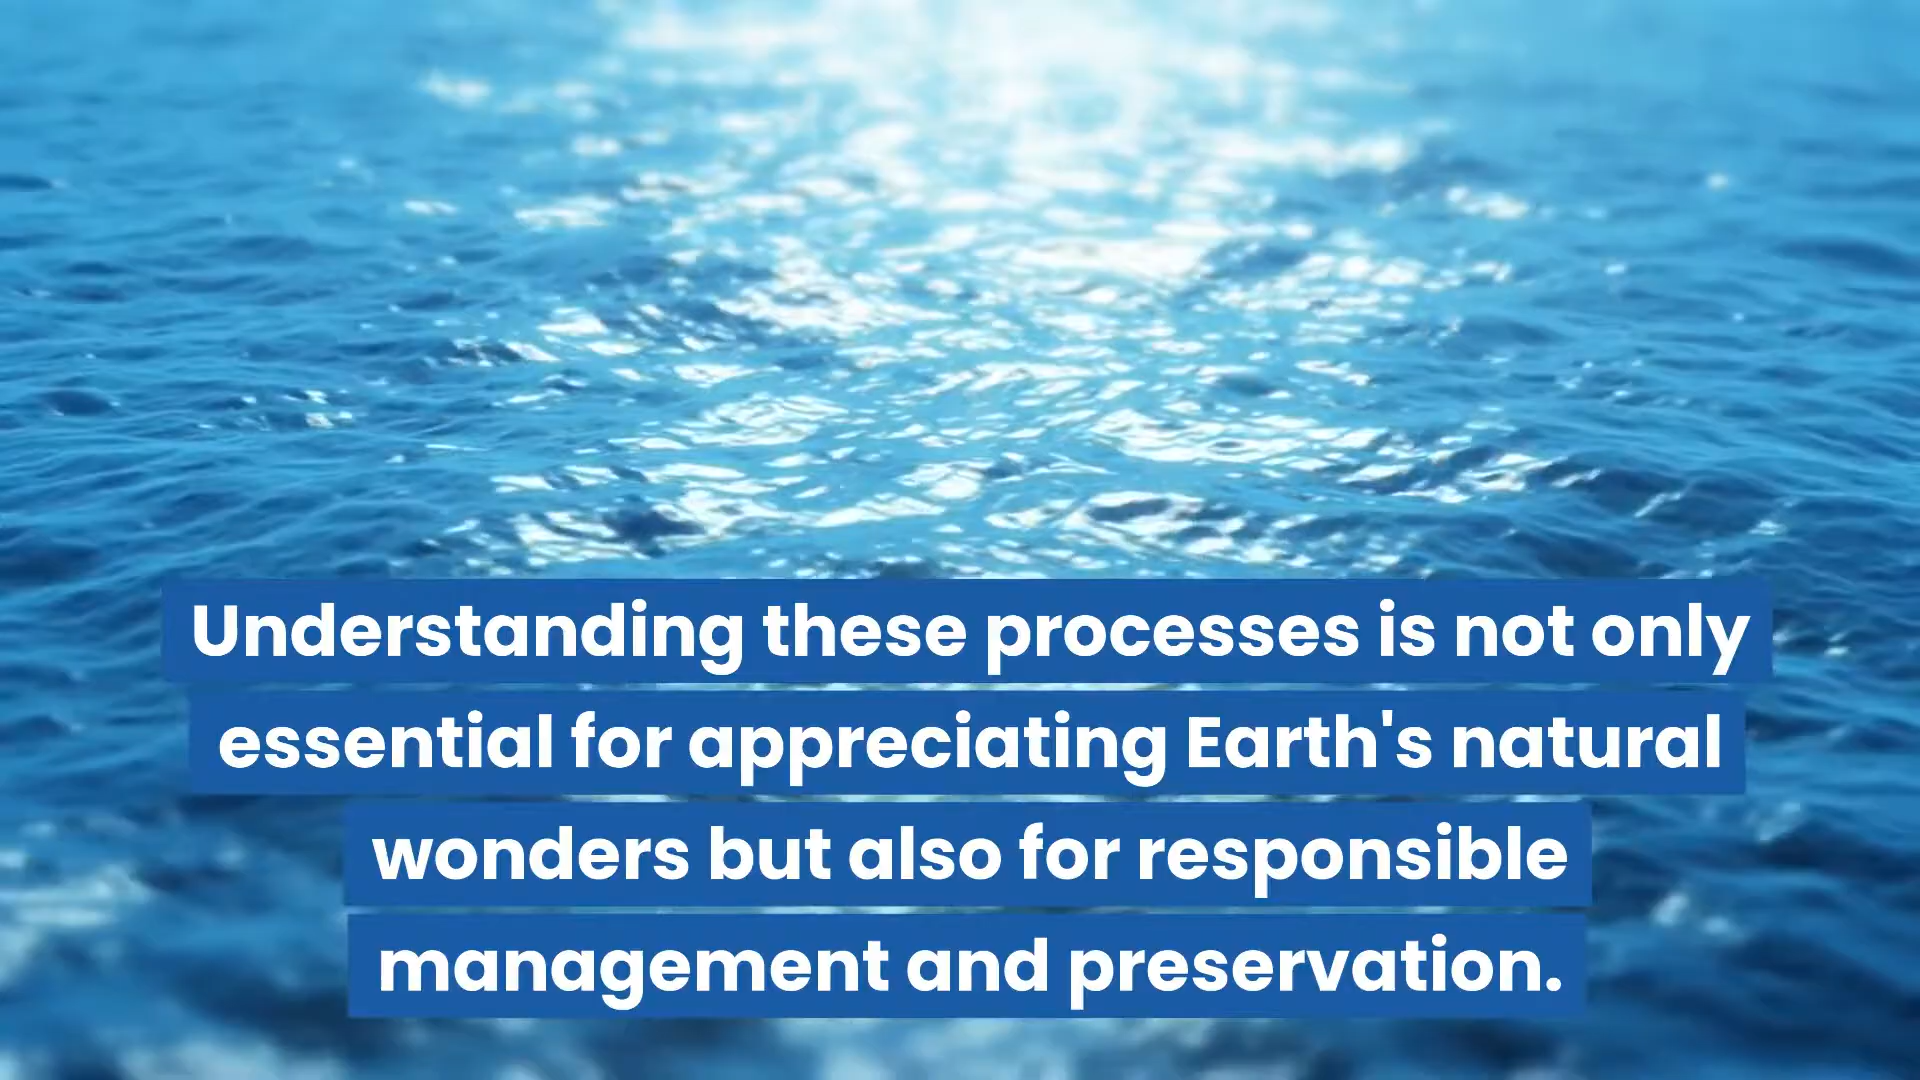 Understanding these processes is not only
essential for appreciating Earth's natural
wonders but also for responsible
management and preservation.